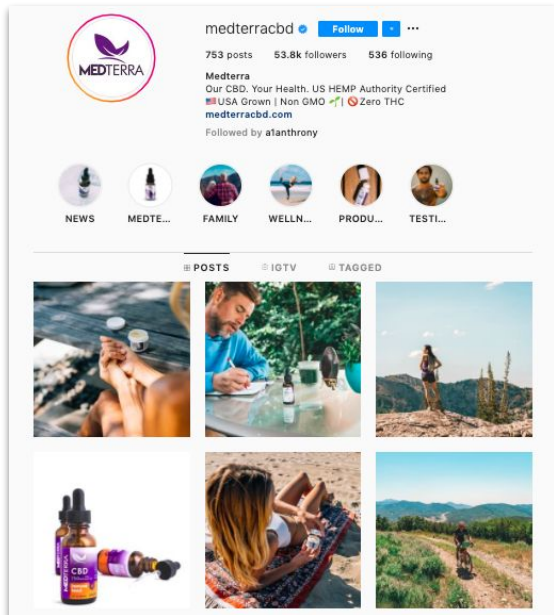 medterracbd Follow
753 posts 53.8k followers 536 following
Medterra
Our CBD. Your Health. US HEMP Authority Certified
🇺🇸USA Grown | Non GMO 🌱| 🚫Zero THC
medterracbd.com
Followed by a1anthrony
MEDTERRA
NEWS MEDTE... FAMILY WELLN... PRODU... TESTI...
POSTS IGTV TAGGED
MEDTERRA
CBD